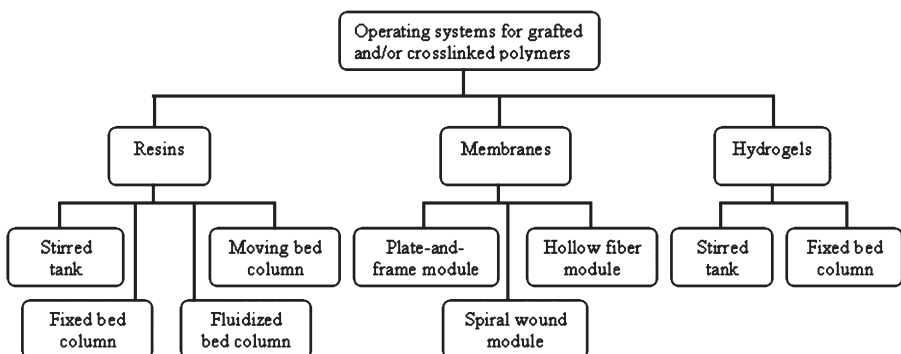 Operating systems for grafted
and/or crosslinked polymers
Resins
Membranes
Hydrogels
Stirred
tank
Moving bed
column
Plate-and-
frame module
Hollow fiber
module
Stirred
tank
Fixed bed
column
Fixed bed
column
Fluidized
bed column
Spiral wound
module